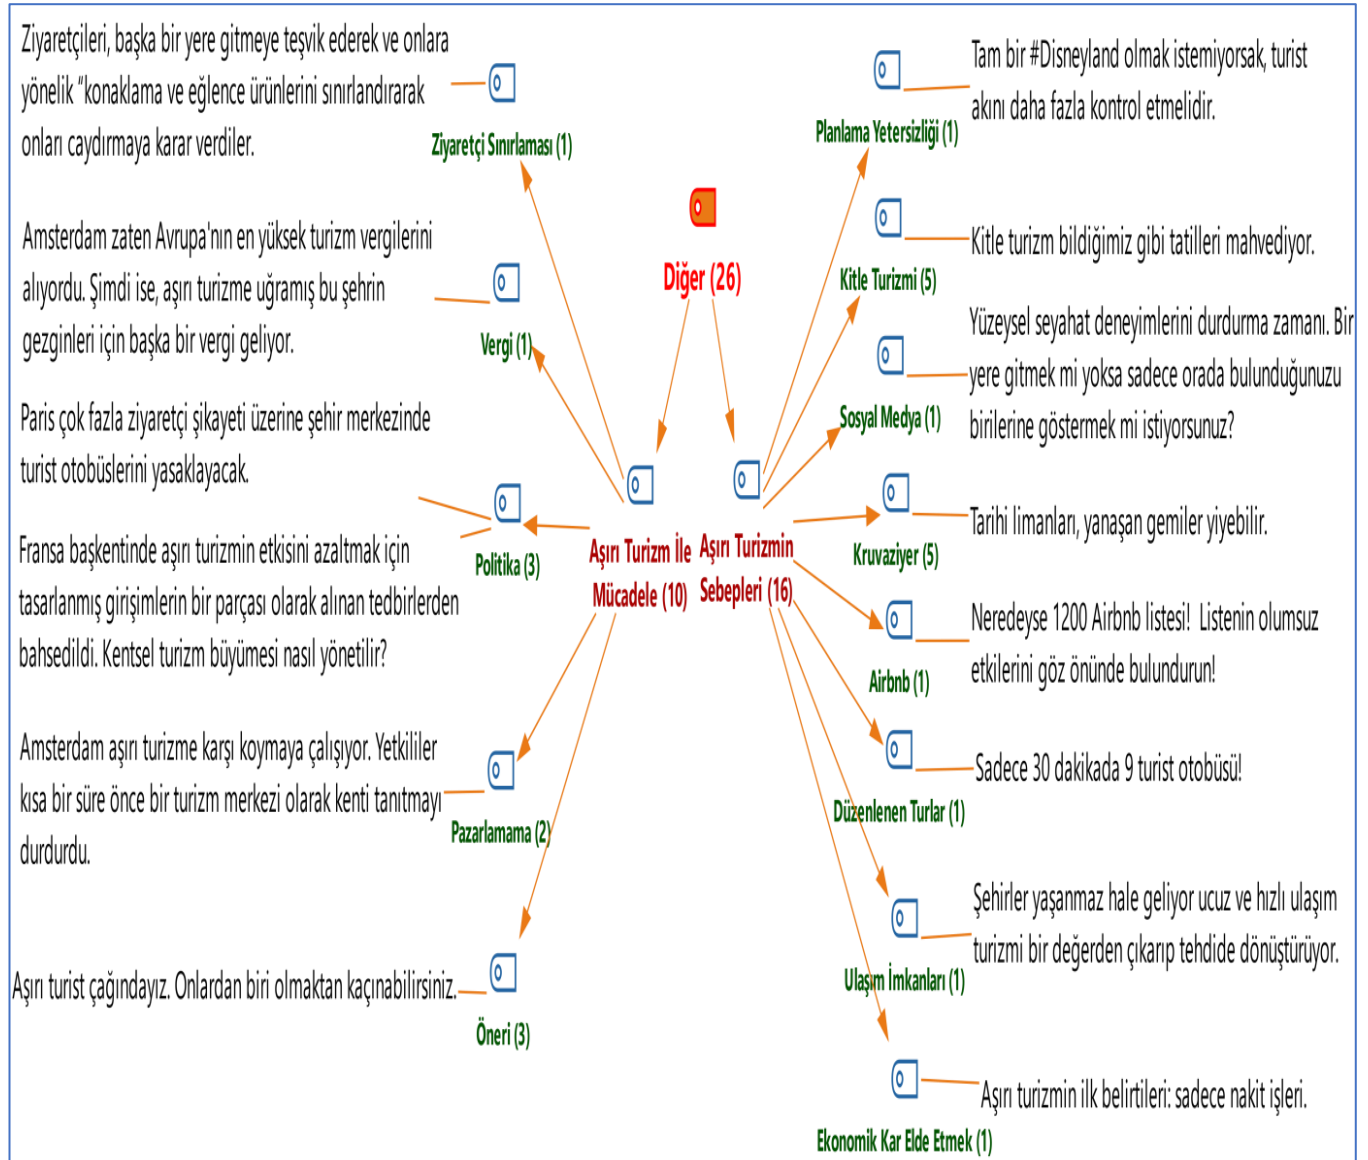 Ziyaretçileri, başka bir yere gitmeye teşvik ederek ve onlara
yönelik "konaklama ve eğlence ürünlerini sınırlandırarak
onları caydırmaya karar verdiler.
Ziyaretçi Sınırlaması (1)
Amsterdam zaten Avrupa'nın en yüksek turizm vergilerini
alıyordu. Şimdi ise, aşırı turizme uğramış bu şehrin
gezginleri için başka bir vergi geliyor.
Vergi (1)
Paris çok fazla ziyaretçi şikayeti üzerine şehir merkezinde
turist otobüslerini yasaklayacak.
Politika (3)
Fransa başkentinde aşırı turizmin etkisini azaltmak için
tasarlanmış girişimlerin bir parçası olarak alınan tedbirlerden
bahsedildi. Kentsel turizm büyümesi nasıl yönetilir?
Amsterdam aşırı turizme karşı koymaya çalışıyor. Yetkililer
kısa bir süre önce bir turizm merkezi olarak kenti tanıtmayı
durdurdu.
Pazarlamama (2)
Aşırı turist çağındayız. Onlardan biri olmaktan kaçınabilirsiniz.
Öneri (3)
Diğer (26)
Aşırı Turizm İle
Mücadele (10)
Aşırı Turizmin
Sebepleri (16)
Tam bir #Disneyland olmak istemiyorsak, turist
akını daha fazla kontrol etmelidir.
Planlama Yetersizliği (1)
Kitle turizm bildiğimiz gibi tatilleri mahvediyor.
Kitle Turizmi (5)
Yüzeysel seyahat deneyimlerini durdurma zamanı. Bir
yere gitmek mi yoksa sadece orada bulunduğunuzu
birilerine göstermek mi istiyorsunuz?
Sosyal Medya (1)
Tarihi limanları, yanaşan gemiler yiyebilir.
Kruvaziyer (5)
Neredeyse 1200 Airbnb listesi! Listenin olumsuz
etkilerini göz önünde bulundurun!
Airbnb (1)
Sadece 30 dakikada 9 turist otobüsü!
Düzenlenen Turlar (1)
Şehirler yaşanmaz hale geliyor ucuz ve hızlı ulaşım
turizmi bir değerden çıkarıp tehdide dönüştürüyor.
Ulaşım İmkanları (1)
Aşırı turizmin ilk belirtileri: sadece nakit işleri.
Ekonomik Kar Elde Etmek (1)